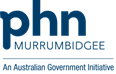 phn
MURRUMBIDGEE
An Australian Government Initiative